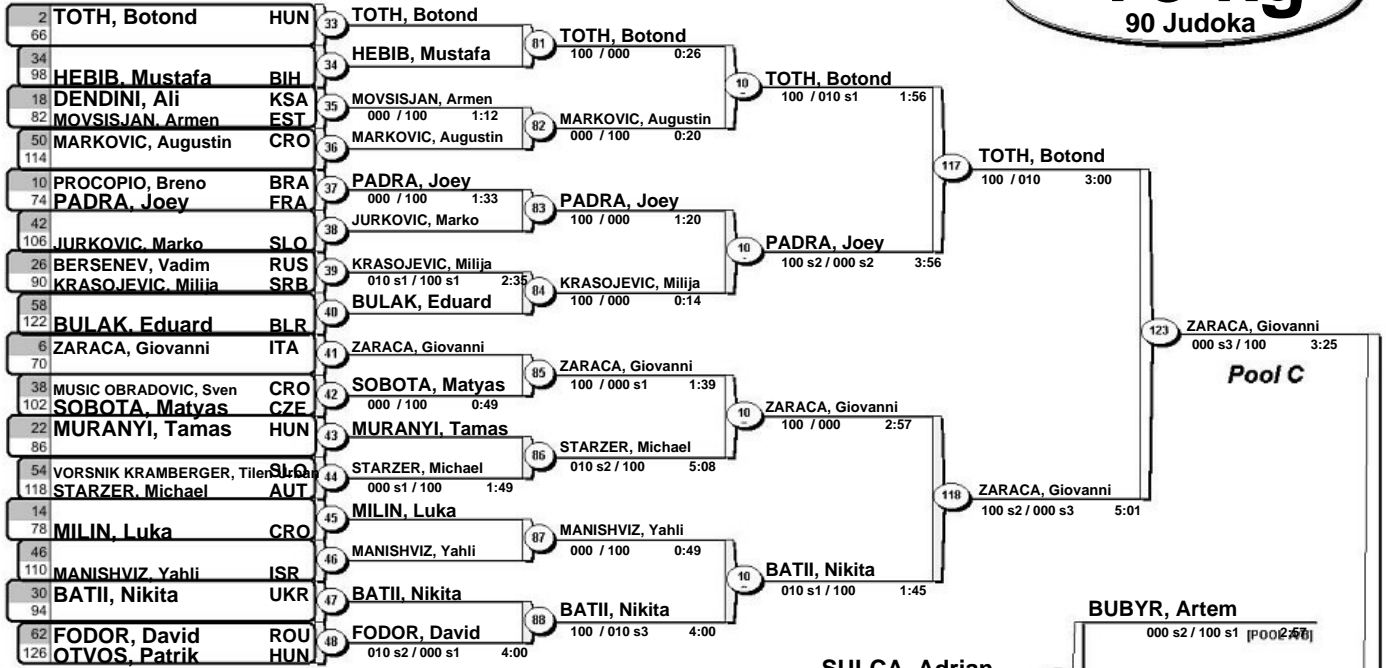 90 Judoka
2 TOTH, Botond HUN
66
34
98 HEBIB, Mustafa BIH
18 DENDINI, Ali KSA
82 MOVSISJAN, Armen EST
50 MARKOVIC, Augustin CRO
114
10 PROCOPIO, Breno BRA
74 PADRA, Joey FRA
42
106 JURKOVIC, Marko SLO
26 BERSENEV, Vadim RUS
90 KRASOJEVIC, Milija SRB
58
122 BULAK, Eduard BLR
6 ZARACA, Giovanni ITA
70
38 MUSIC OBRADOVIC, Sven CRO
102 SOBOTA, Matyas CZE
22 MURANYI, Tamas HUN
86
54 VORSNIK KRAMBERGER, Tilen Urban SLO
118 STARZER, Michael AUT
14
78 MILIN, Luka CRO
46
110 MANISHVIZ, Yahli ISR
30 BATII, Nikita UKR
94
62 FODOR, David ROU
126 OTVOS, Patrik HUN
33 TOTH, Botond
34 HEBIB, Mustafa
35 MOVSISJAN, Armen
000 / 100 1:12
36 MARKOVIC, Augustin
37 PADRA, Joey
000 / 100 1:33
38 JURKOVIC, Marko
39 KRASOJEVIC, Milija
010 s1 / 100 s1 2:35
40 BULAK, Eduard
41 ZARACA, Giovanni
42 SOBOTA, Matyas
000 / 100 0:49
43 MURANYI, Tamas
44 STARZER, Michael
000 s1 / 100 1:49
45 MILIN, Luka
46 MANISHVIZ, Yahli
47 BATII, Nikita
48 FODOR, David
010 s2 / 000 s1 4:00
81 TOTH, Botond
100 / 000 0:26
82 MARKOVIC, Augustin
000 / 100 0:20
83 PADRA, Joey
100 / 000 1:20
84 KRASOJEVIC, Milija
100 / 000 0:14
85 ZARACA, Giovanni
100 / 000 s1 1:39
86 STARZER, Michael
010 s2 / 100 5:08
87 MANISHVIZ, Yahli
000 / 100 0:49
88 BATII, Nikita
100 / 010 s3 4:00
10 TOTH, Botond
100 / 010 s1 1:56
10 PADRA, Joey
100 s2 / 000 s2 3:56
10 ZARACA, Giovanni
100 / 000 2:57
10 BATII, Nikita
010 s1 / 100 1:45
117 TOTH, Botond
100 / 010 3:00
118 ZARACA, Giovanni
100 s2 / 000 s3 5:01
123 ZARACA, Giovanni
000 s3 / 100 3:25
Pool C
BUBYR, Artem
000 s2 / 100 s1 2:57